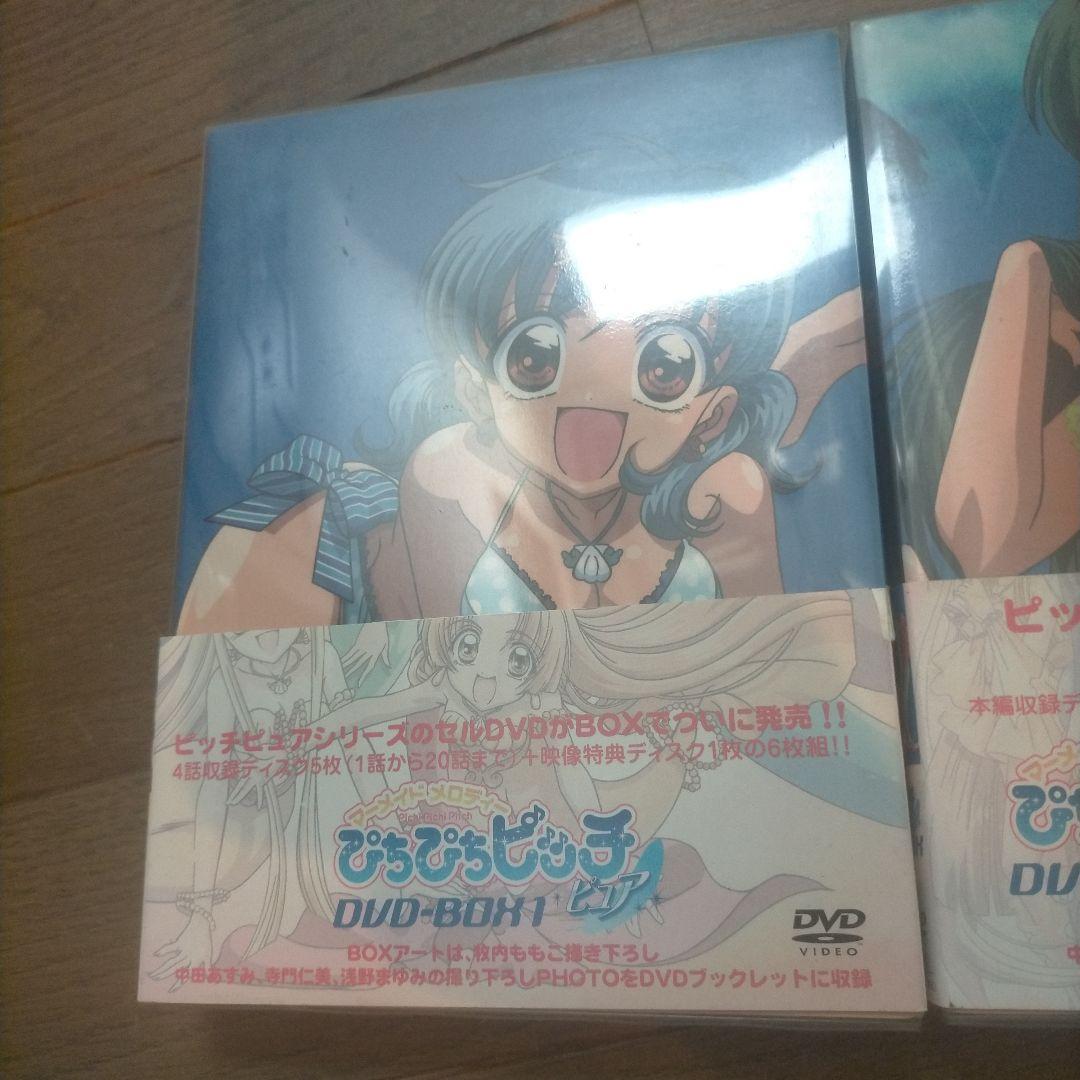 ピッチピュアシリーズのセルDVDがBOXでついに発売!!
4話収録ディスク5枚(1話から20話まで)+映像特典ディスク1枚の6枚組!!
マーメイド メロディー
Pichi Pichi Pitch
ぴちぴちピッチ
ピュア
DVD-BOX 1
DVD
VIDEO
BOXアートは、牧内ももこ描き下ろし
中田あすみ、寺門仁美、浅野まゆみの撮り下ろしPHOTOをDVDブックレットに収録
ピッ
本編収録デ
マーメ
ぴち
DV
中